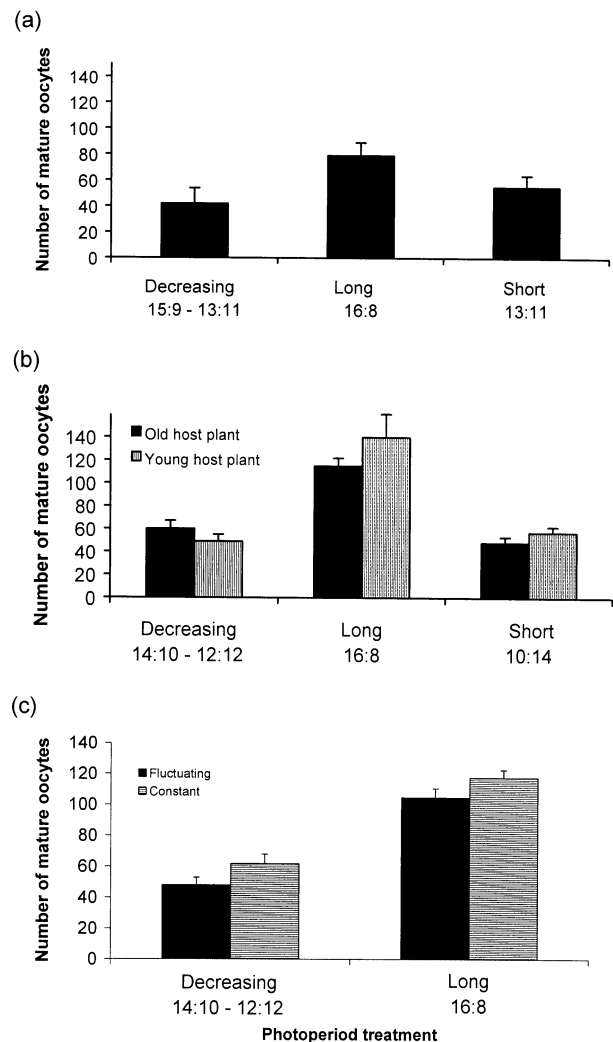 (a)
Number of mature oocytes
140
120
100
80
60
40
20
0
Decreasing Long Short
15:9 - 13:11 16:8 13:11
(b)
Number of mature oocytes
140
120
100
80
60
40
20
0
Old host plant
Young host plant
Decreasing Long Short
14:10 - 12:12 16:8 10:14
(c)
Number of mature oocytes
140
120
100
80
60
40
20
0
Fluctuating
Constant
Decreasing Long
14:10 - 12:12 16:8
Photoperiod treatment